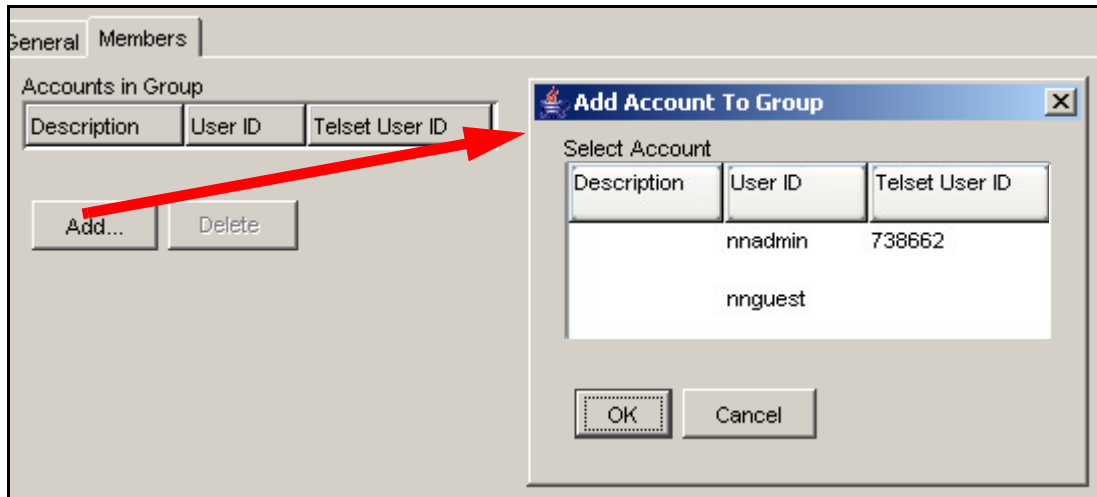 General Members
Accounts in Group
Description User ID Telset User ID
Add... Delete
Add Account To Group
Select Account
Description User ID Telset User ID
nnadmin 738662
nnguest
OK Cancel